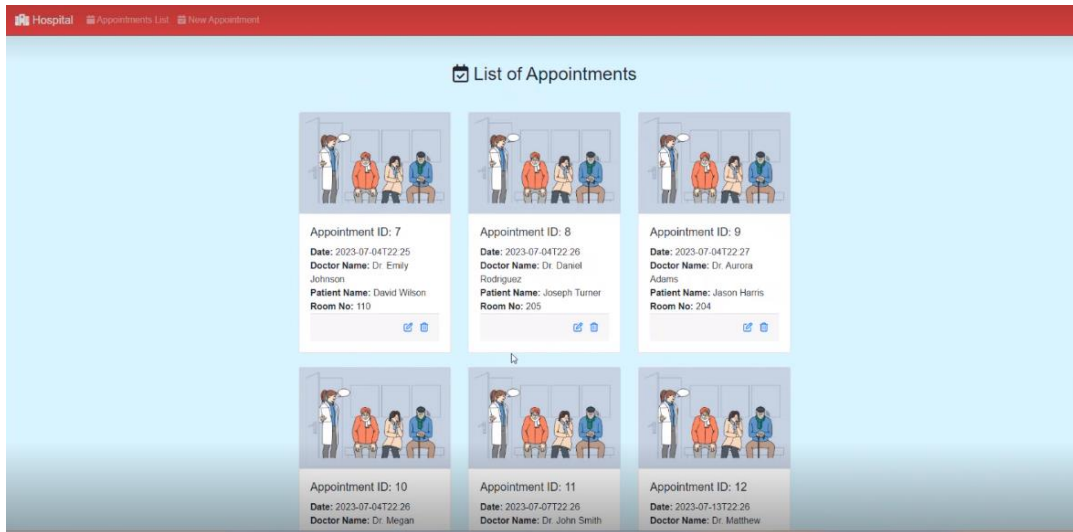 Hospital Appointments List New Appointment
List of Appointments
Appointment ID: 7
Date: 2023-07-04T22:25
Doctor Name: Dr. Emily
Johnson
Patient Name: David Wilson
Room No: 110
Appointment ID: 8
Date: 2023-07-04T22:26
Doctor Name: Dr. Daniel
Rodriguez
Patient Name: Joseph Turner
Room No: 205
Appointment ID: 9
Date: 2023-07-04T22:27
Doctor Name: Dr. Aurora
Adams
Patient Name: Jason Harris
Room No: 204
Appointment ID: 10
Date: 2023-07-04T22:26
Doctor Name: Dr. Megan
Appointment ID: 11
Date: 2023-07-07T22:26
Doctor Name: Dr. John Smith
Appointment ID: 12
Date: 2023-07-13T22:26
Doctor Name: Dr. Matthew